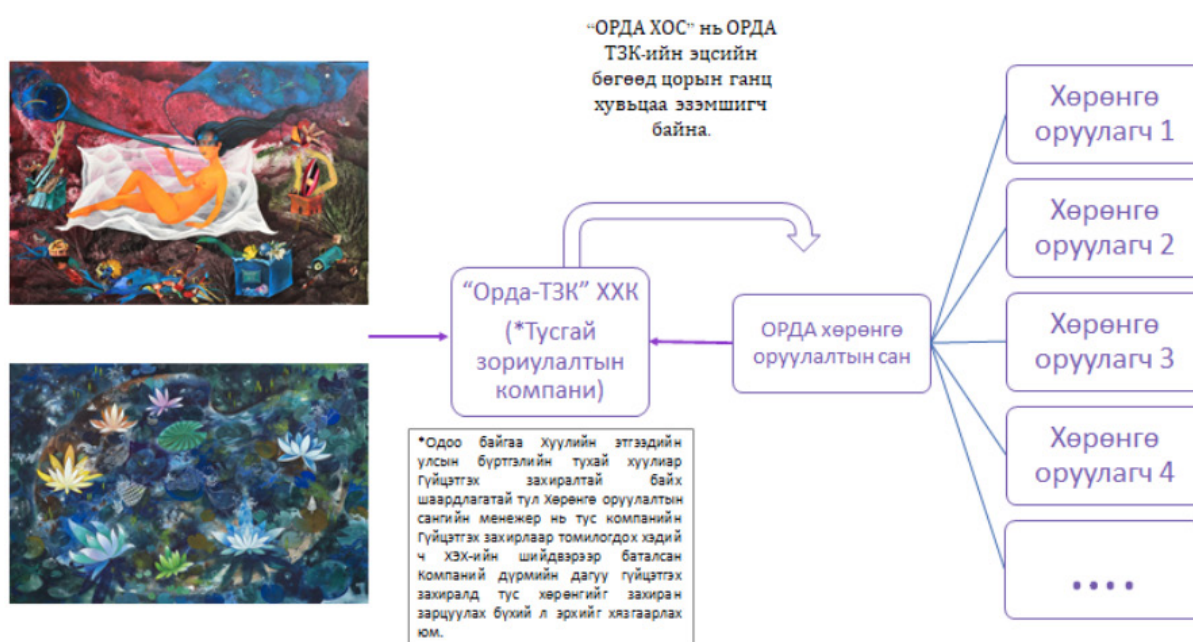 “ОРДА ХОС” нь ОРДА
ТЗК-ийн эцсийн
бөгөөд цорын ганц
хувьцаа эзэмшигч
байна.
“Орда-ТЗК” ХХК
(*Тусгай
зориулалтын
компани)
*Одоо байгаа Хуулийн этгээдийн
улсын бүртгэлийн тухай хуулиар
Гүйцэтгэх захиралтай байх
шаардлагатай тул Хөрөнгө оруулалтын
сангийн менежер нь тус компанийн
Гүйцэтгэх захирлаар томилогдох хэдий
ч ХЭХ-ийн шийдвэрээр баталсан
Компаний дүрмийн дагуу гүйцэтгэх
захиралд тус хөрөнгийг захиран
зарцуулах бүхий л эрхийг хязгаарлах
юм.
ОРДА хөрөнгө
оруулалтын сан
Хөрөнгө
оруулагч 1
Хөрөнгө
оруулагч 2
Хөрөнгө
оруулагч 3
Хөрөнгө
оруулагч 4
....